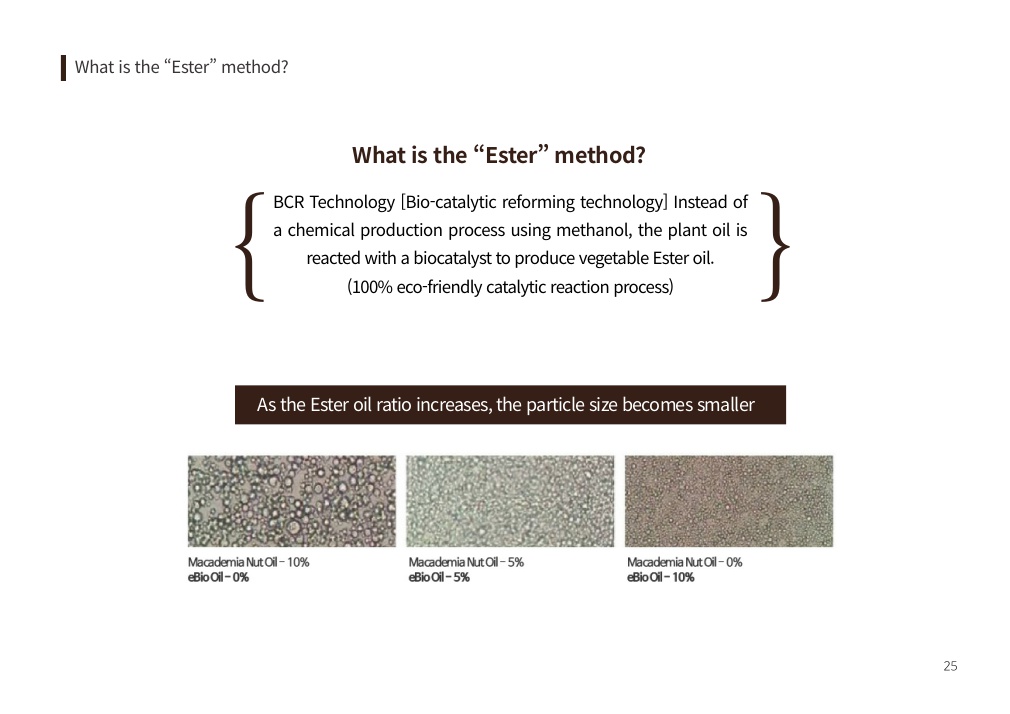 What is the “Ester” method?
What is the “Ester” method?
BCR Technology [Bio-catalytic reforming technology] Instead of
a chemical production process using methanol, the plant oil is
reacted with a biocatalyst to produce vegetable Ester oil.
(100% eco-friendly catalytic reaction process)
As the Ester oil ratio increases, the particle size becomes smaller
Macademia Nut Oil – 10%
eBio Oil – 0%
Macademia Nut Oil – 5%
eBio Oil – 5%
Macademia Nut Oil – 0%
eBio Oil – 10%
25